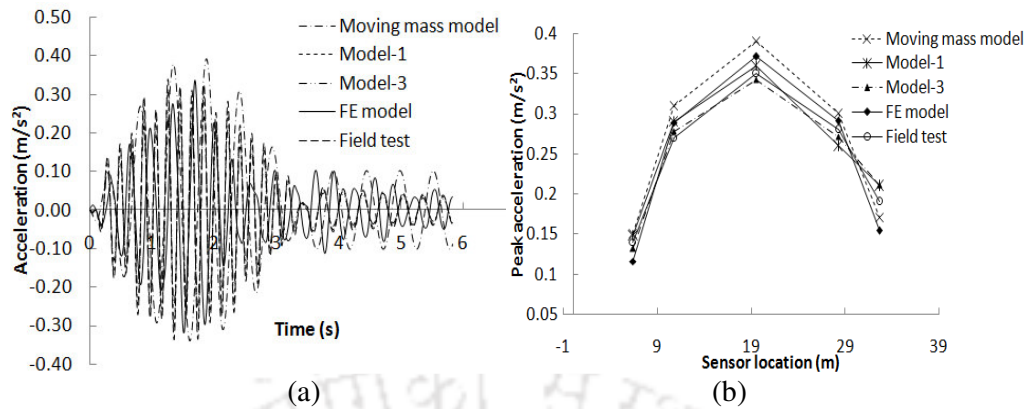 0.50
0.40
0.30
0.20
0.10
0.00
-0.10
-0.20
-0.30
-0.40
Acceleration (m/s²)
0
1
2
3
4
5
6
Time (s)
Moving mass model
Model-1
Model-3
FE model
Field test
(a)
0.4
0.35
0.3
0.25
0.2
0.15
0.1
0.05
0
Peak acceleration (m/s²)
-1
9
19
29
39
Sensor location (m)
Moving mass model
Model-1
Model-3
FE model
Field test
(b)